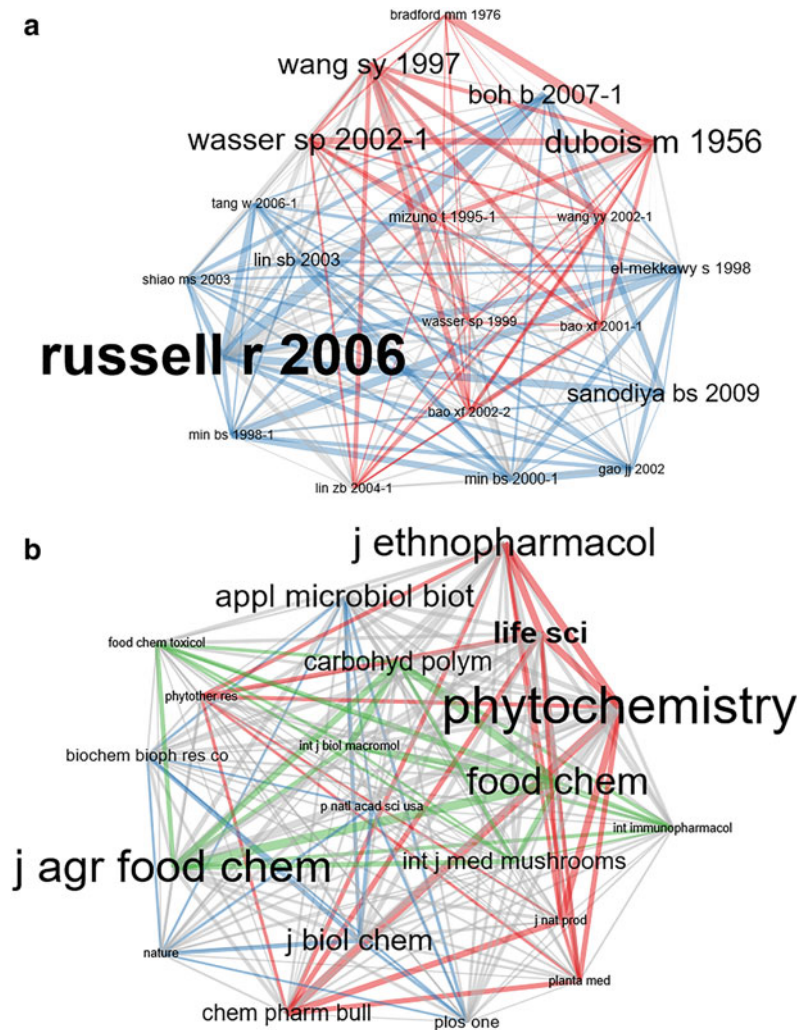 a
bradford mm 1976
wang sy 1997
boh b 2007-1
wasser sp 2002-1
dubois m 1956
tang w 2006-1
mizuno t 1995-1
wang yy 2002-1
lin sb 2003
shiao ms 2003
el-mekkawy s 1998
wasser sp 1999
bao xf 2001-1
russell r 2006
sanodiya bs 2009
bao xf 2002-2
min bs 1998-1
gao jj 2002
min bs 2000-1
lin zb 2004-1
b
j ethnopharmacol
appl microbiol biot
life sci
food chem toxicol
carbohyd polym
phytother res
phytochemistry
int j biol macromol
biochem bioph res co
food chem
p natl acad sci usa
int immunopharmacol
j agr food chem
int j med mushrooms
j nat prod
j biol chem
nature
planta med
chem pharm bull
plos one